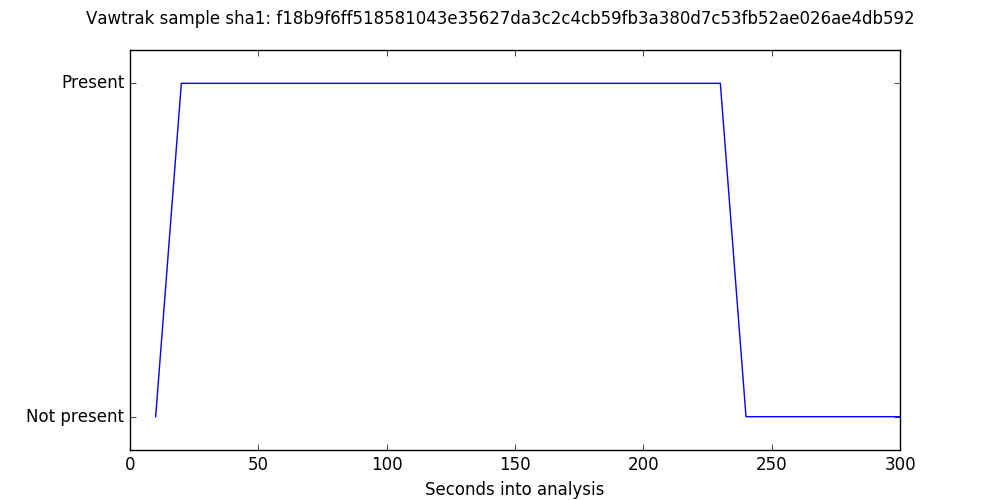 Vawtrak sample sha1: f18b9f6ff518581043e35627da3c2c4cb59fb3a380d7c53fb52ae026ae4db592
Present
Not present
0 50 100 150 200 250 300
Seconds into analysis